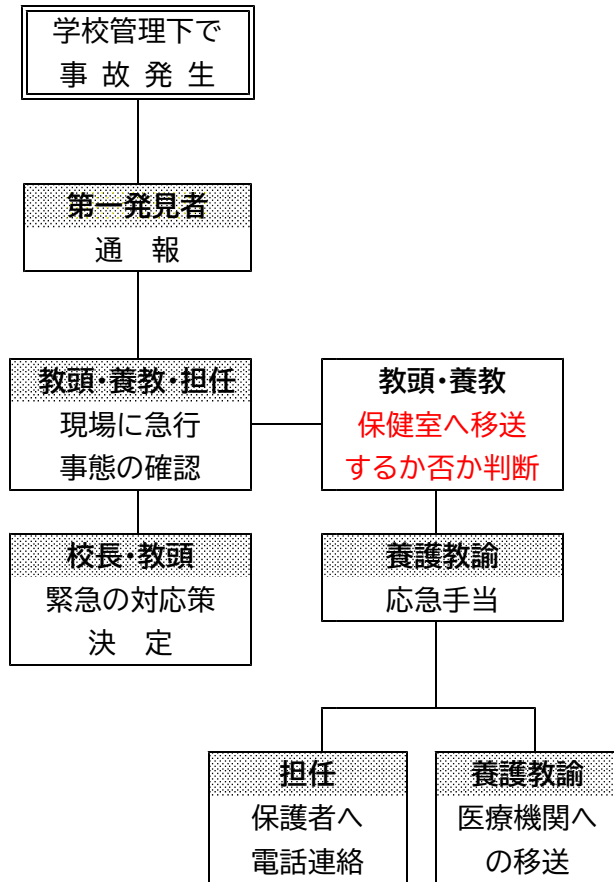 学校管理下で
事 故 発 生
第一発見者
通　報
教頭・養教・担任
現場に急行
事態の確認
教頭・養教
保健室へ移送
するか否か判断
校長・教頭
緊急の対応策
決　定
養護教諭
応急手当
担任
保護者へ
電話連絡
養護教諭
医療機関へ
の移送